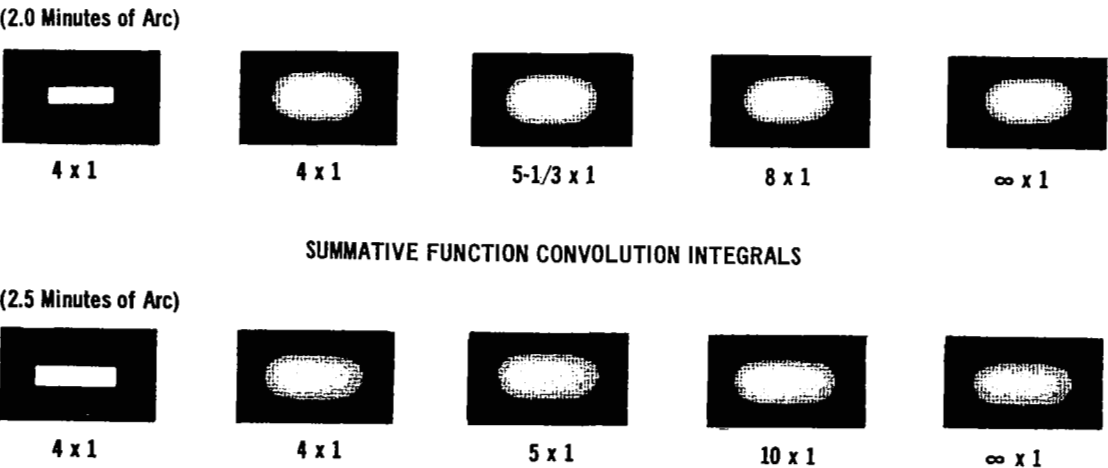 (2.0 Minutes of Arc)
4 x 1 4 x 1 5-1/3 x 1 8 x 1 ∞ x 1
SUMMATIVE FUNCTION CONVOLUTION INTEGRALS
(2.5 Minutes of Arc)
4 x 1 4 x 1 5 x 1 10 x 1 ∞ x 1